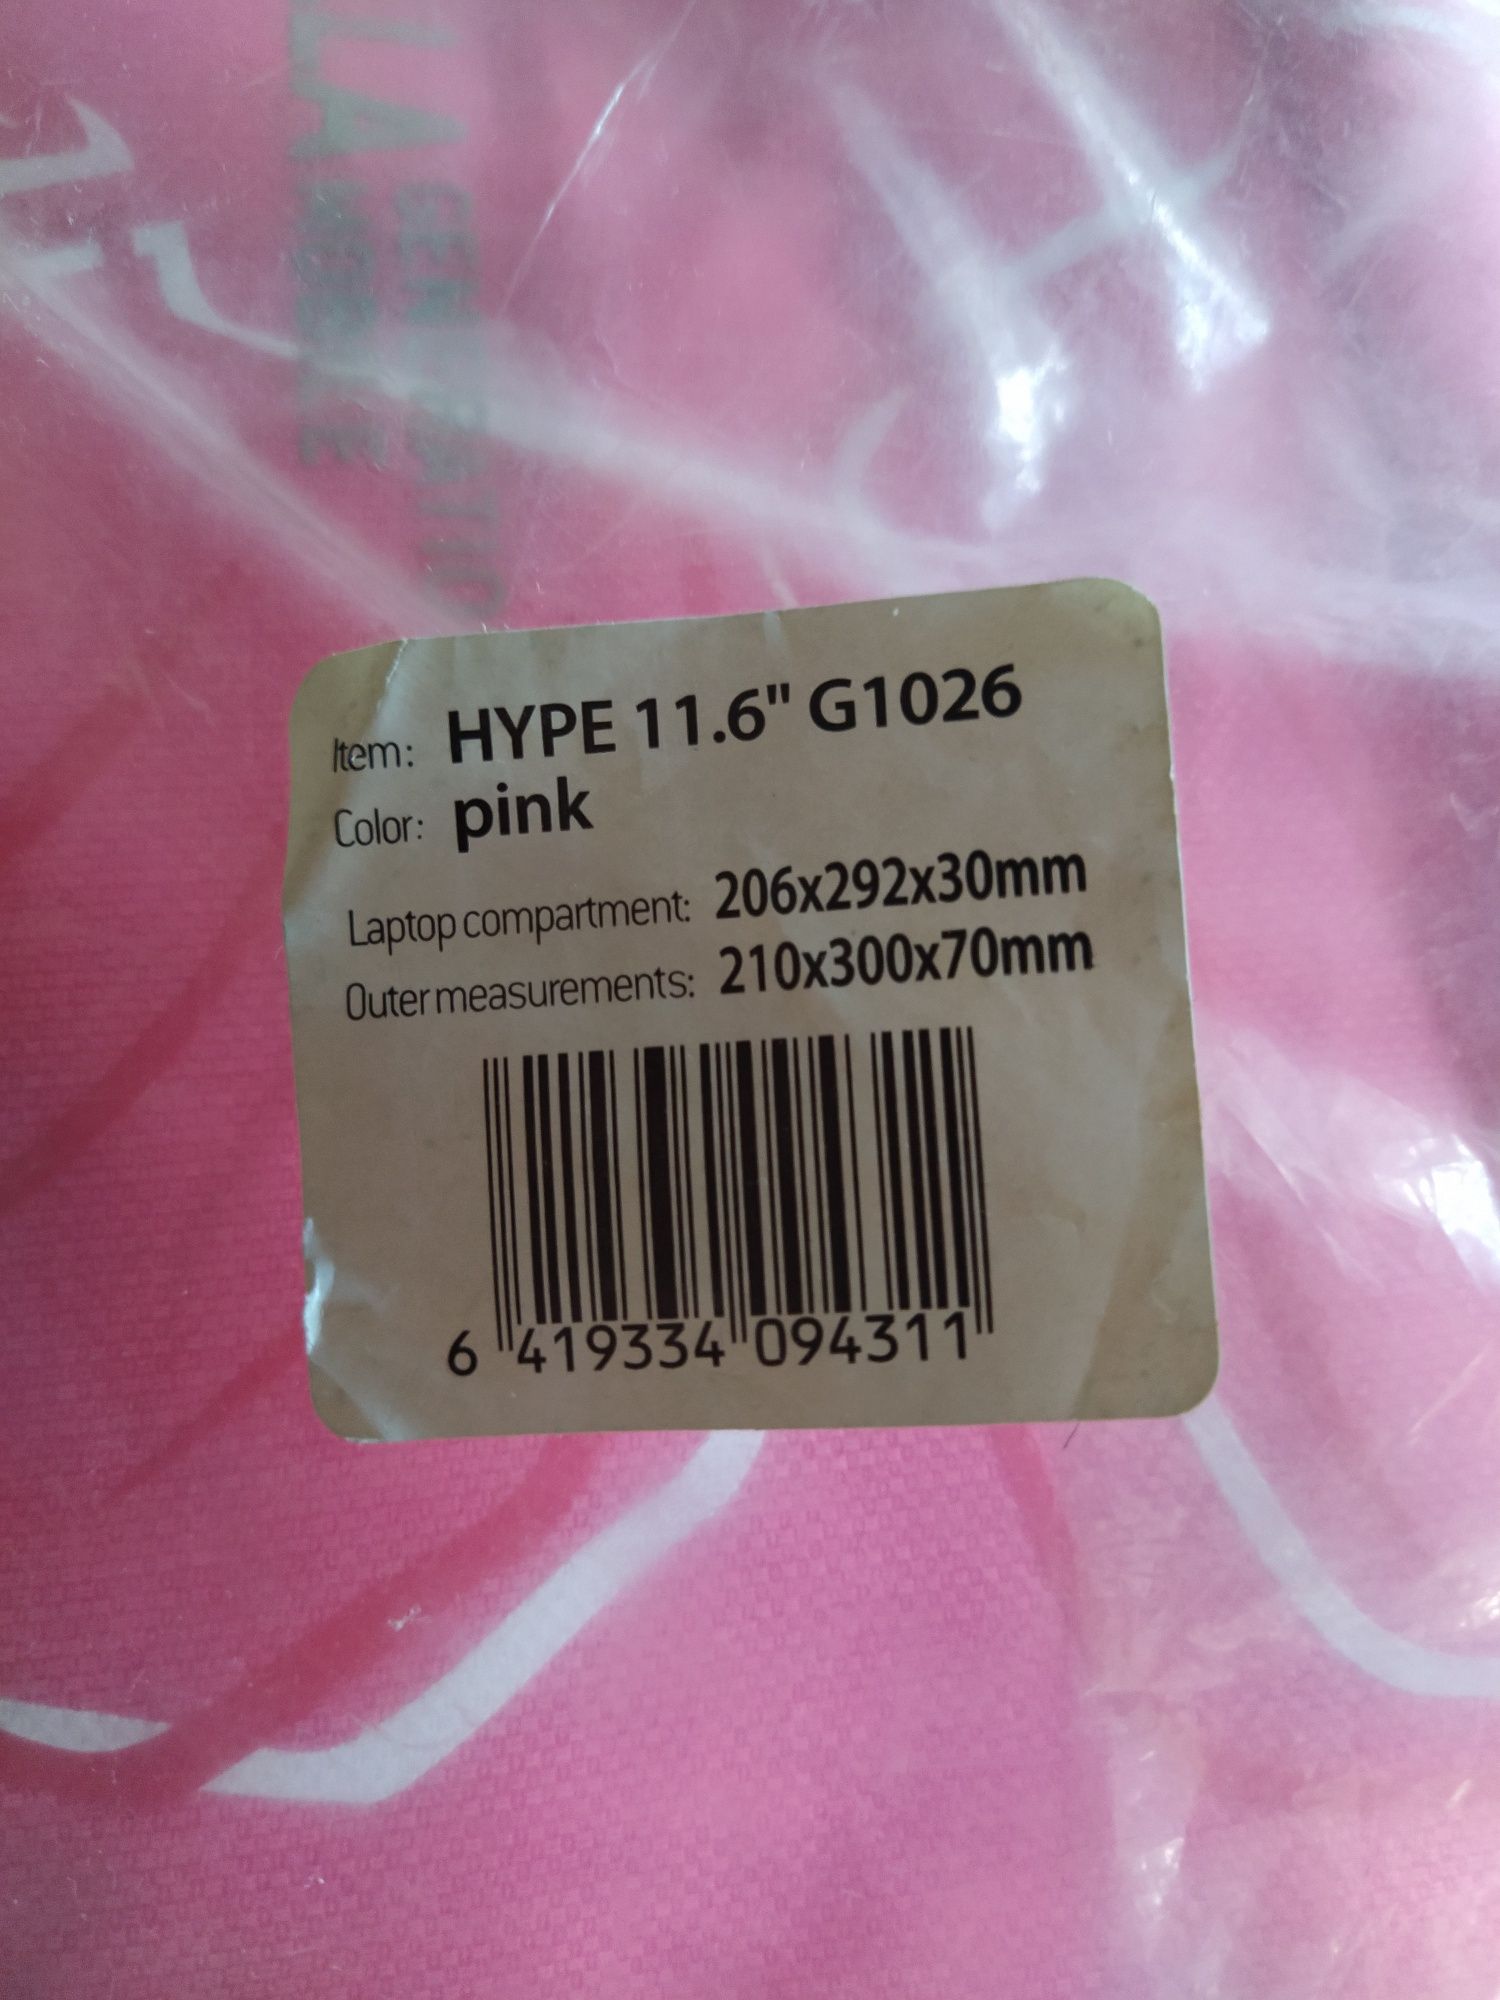 Item: HYPE 11.6" G1026
Color: pink
Laptop compartment: 206x292x30mm
Outer measurements: 210x300x70mm
6 419334 094311